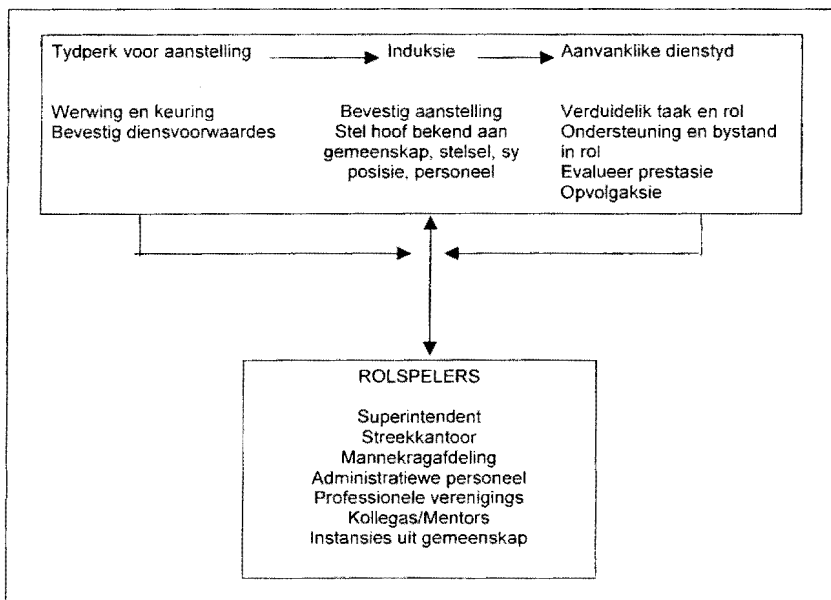 Tydperk voor aanstelling
Induksie
Aanvanklike dienstyd
Werwing en keuring
Bevestig diensvoorwaardes
Bevestig aanstelling
Stel hoof bekend aan
gemeenskap, stelsel, sy
posisie, personeel
Verduidelik taak en rol
Ondersteuning en bystand
in rol
Evalueer prestasie
Opvolgaksie
ROLSPELERS
Superintendent
Streekkantoor
Mannekragafdeling
Administratiewe personeel
Professionele verenigings
Kollegas/Mentors
Instansies uit gemeenskap